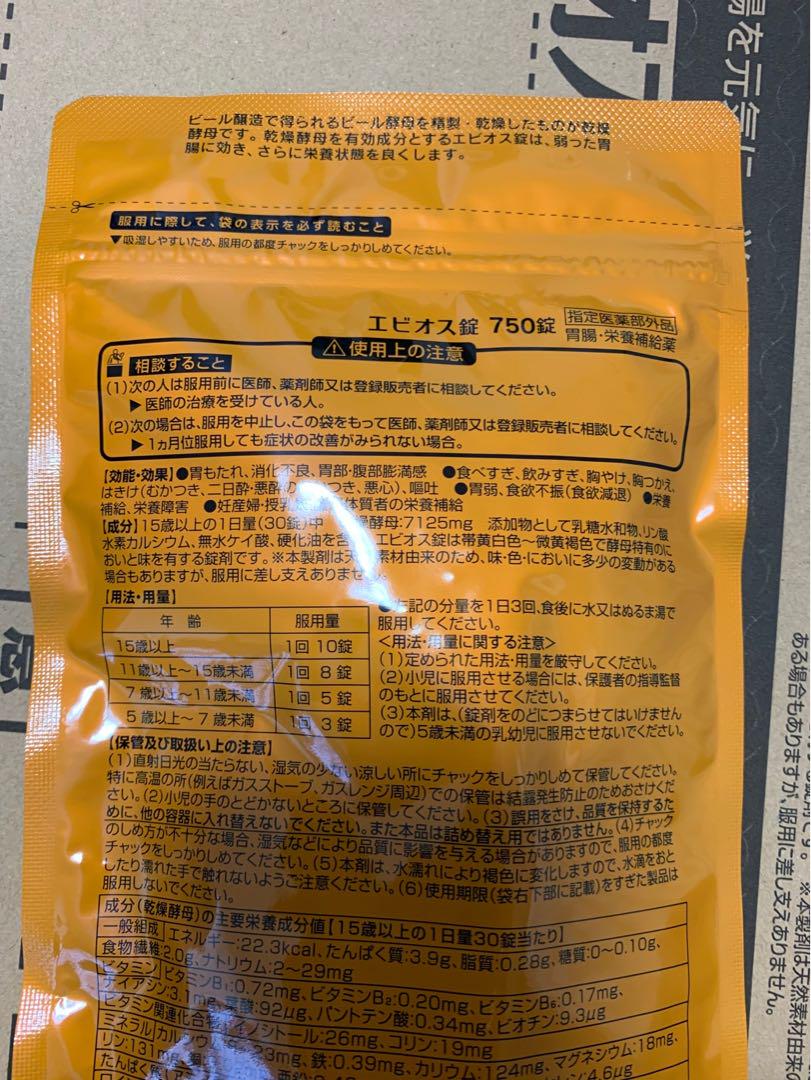 ビール醸造で得られるビール酵母を精製・乾燥したものが乾燥
酵母です。乾燥酵母を有効成分とするエビオス錠は、弱った胃
腸に効き、さらに栄養状態を良くします。
服用に際して、袋の表示を必ず読むこと
▼吸湿しやすいため、服用の都度チャックをしっかりしめてください。
エビオス錠 750錠 指定医薬部外品
胃腸・栄養補給薬
⚠使用上の注意
相談すること
(1)次の人は服用前に医師、薬剤師又は登録販売者に相談してください。
▶医師の治療を受けている人。
(2)次の場合は、服用を中止し、この袋をもって医師、薬剤師又は登録販売者に相談してください。
▶1ヵ月位服用しても症状の改善がみられない場合。
【効能・効果】●胃もたれ、消化不良、胃部・腹部膨満感 ●食べすぎ、飲みすぎ、胸やけ、胸つかえ、
はきけ(むかつき、二日酔・悪酔の つき、悪心)、嘔吐 ●胃弱、食欲不振(食欲減退) ●栄養
補給、栄養障害 ●妊産婦・授乳 体質者の栄養補給
【成分】15歳以上の1日量(30錠)中 酵母:7125mg 添加物として乳糖水和物、リン酸
水素カルシウム、無水ケイ酸、硬化油を含 エビオス錠は帯黄白色〜微黄褐色で酵母特有のに
おいと味を有する錠剤です。※本製剤は天 素材由来のため、味・色・においに多少の変動がある
場合もありますが、服用に差し支えありませ 。
【用法・用量】
年 齢 服用量
15歳以上 1回 10錠
11歳以上〜15歳未満 1回 8錠
7歳以上〜11歳未満 1回 5錠
5歳以上〜7歳未満 1回 3錠
●左記の分量を1日3回、食後に水又はぬるま湯で
服用してください。
<用法・用量に関する注意>
(1)定められた用法・用量を厳守してください。
(2)小児に服用させる場合には、保護者の指導監督
のもとに服用させてください。
(3)本剤は、(錠剤をのどにつまらせてはいけません
ので)5歳未満の乳幼児に服用させないでください。
【保管及び取扱い上の注意】
(1)直射日光の当たらない、湿気の少ない涼しい所にチャックをしっかりしめて保管してください。
特に高温の所(例えばガスストーブ、ガスレンジ周辺)での保管は結露発生防止のためおさけくだ
さい。(2)小児の手のとどかないところに保管してください。(3)誤用をさけ、品質を保持するた
めに、他の容器に入れ替えないでください。また本品は詰め替え用ではありません。(4)チャック
のしめ方が不十分な場合、湿気などにより品質に影響を与える場合がありますので、服用の都度
チャックをしっかりしめてください。(5)本剤は、水濡れにより褐色に変化しますので、水滴をおと
したり濡れた手で触れないようご注意ください。(6)使用期限(袋右下部に記載)をすぎた製品は
服用しないでください。
成分(乾燥酵母)の主要栄養成分値【15歳以上の1日量30錠当たり】
一般組成 エネルギー:22.3kcal、たんぱく質:3.9g、脂質:0.28g、糖質:0〜0.10g、
食物繊維:2.0g、ナトリウム:2〜29mg
ビタミン ビタミンB1:0.72mg、ビタミンB2:0.20mg、ビタミンB6:0.17mg、
ナイアシン:3.1mg、葉酸:92μg、パントテン酸:0.34mg、ビオチン:9.3μg
ビタミン関連化合物 イノシトール:26mg、コリン:19mg
ミネラル カルシウム 3mg、鉄:0.39mg、カリウム:124mg、マグネシウム:18mg、
リン:131mg、 :4.6μg
たんぱく質
場を元気に
ある場合もありますが、服用に差し支えありません。
※本製剤は天然素材由来の